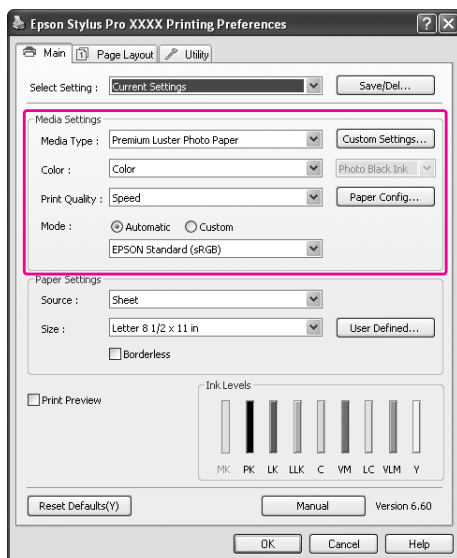 Epson Stylus Pro XXXX Printing Preferences
Main Page Layout Utility
Select Setting : Current Settings Save/Del...
Media Settings
Media Type : Premium Luster Photo Paper Custom Settings...
Color : Color Photo Black Ink
Print Quality : Speed Paper Config...
Mode : Automatic Custom
EPSON Standard (sRGB)
Paper Settings
Source : Sheet
Size : Letter 8 1/2 x 11 in User Defined...
Borderless
Print Preview
Ink Levels
MK PK LK LLK C VM LC VLM Y
Reset Defaults(Y) Manual Version 6.60
OK Cancel Help